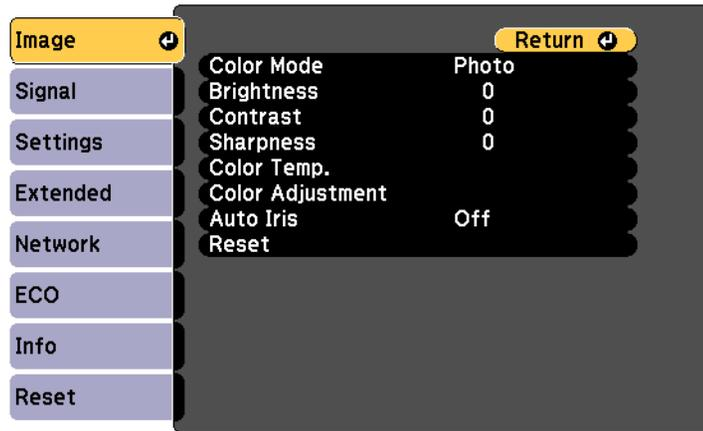 Image
Signal
Settings
Extended
Network
ECO
Info
Reset
Return
Color Mode Photo
Brightness 0
Contrast 0
Sharpness 0
Color Temp.
Color Adjustment
Auto Iris Off
Reset